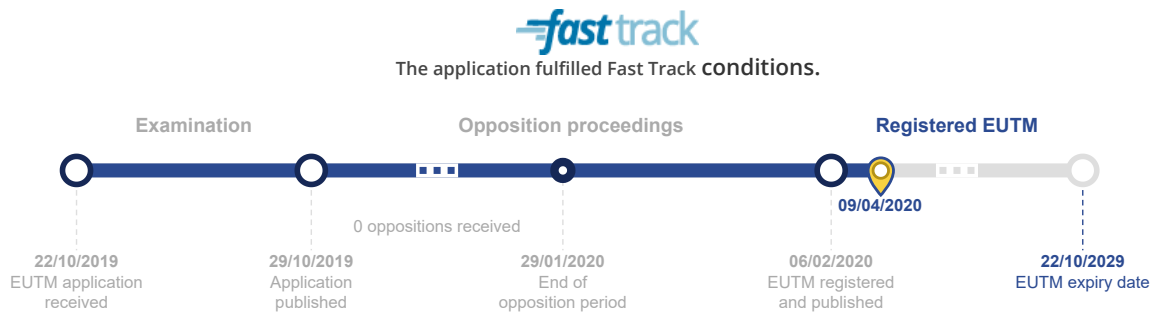 fast track
The application fulfilled Fast Track conditions.
Examination
Opposition proceedings
Registered EUTM
09/04/2020
0 oppositions received
22/10/2019
EUTM application
received
29/10/2019
Application
published
29/01/2020
End of
opposition period
06/02/2020
EUTM registered
and published
22/10/2029
EUTM expiry date